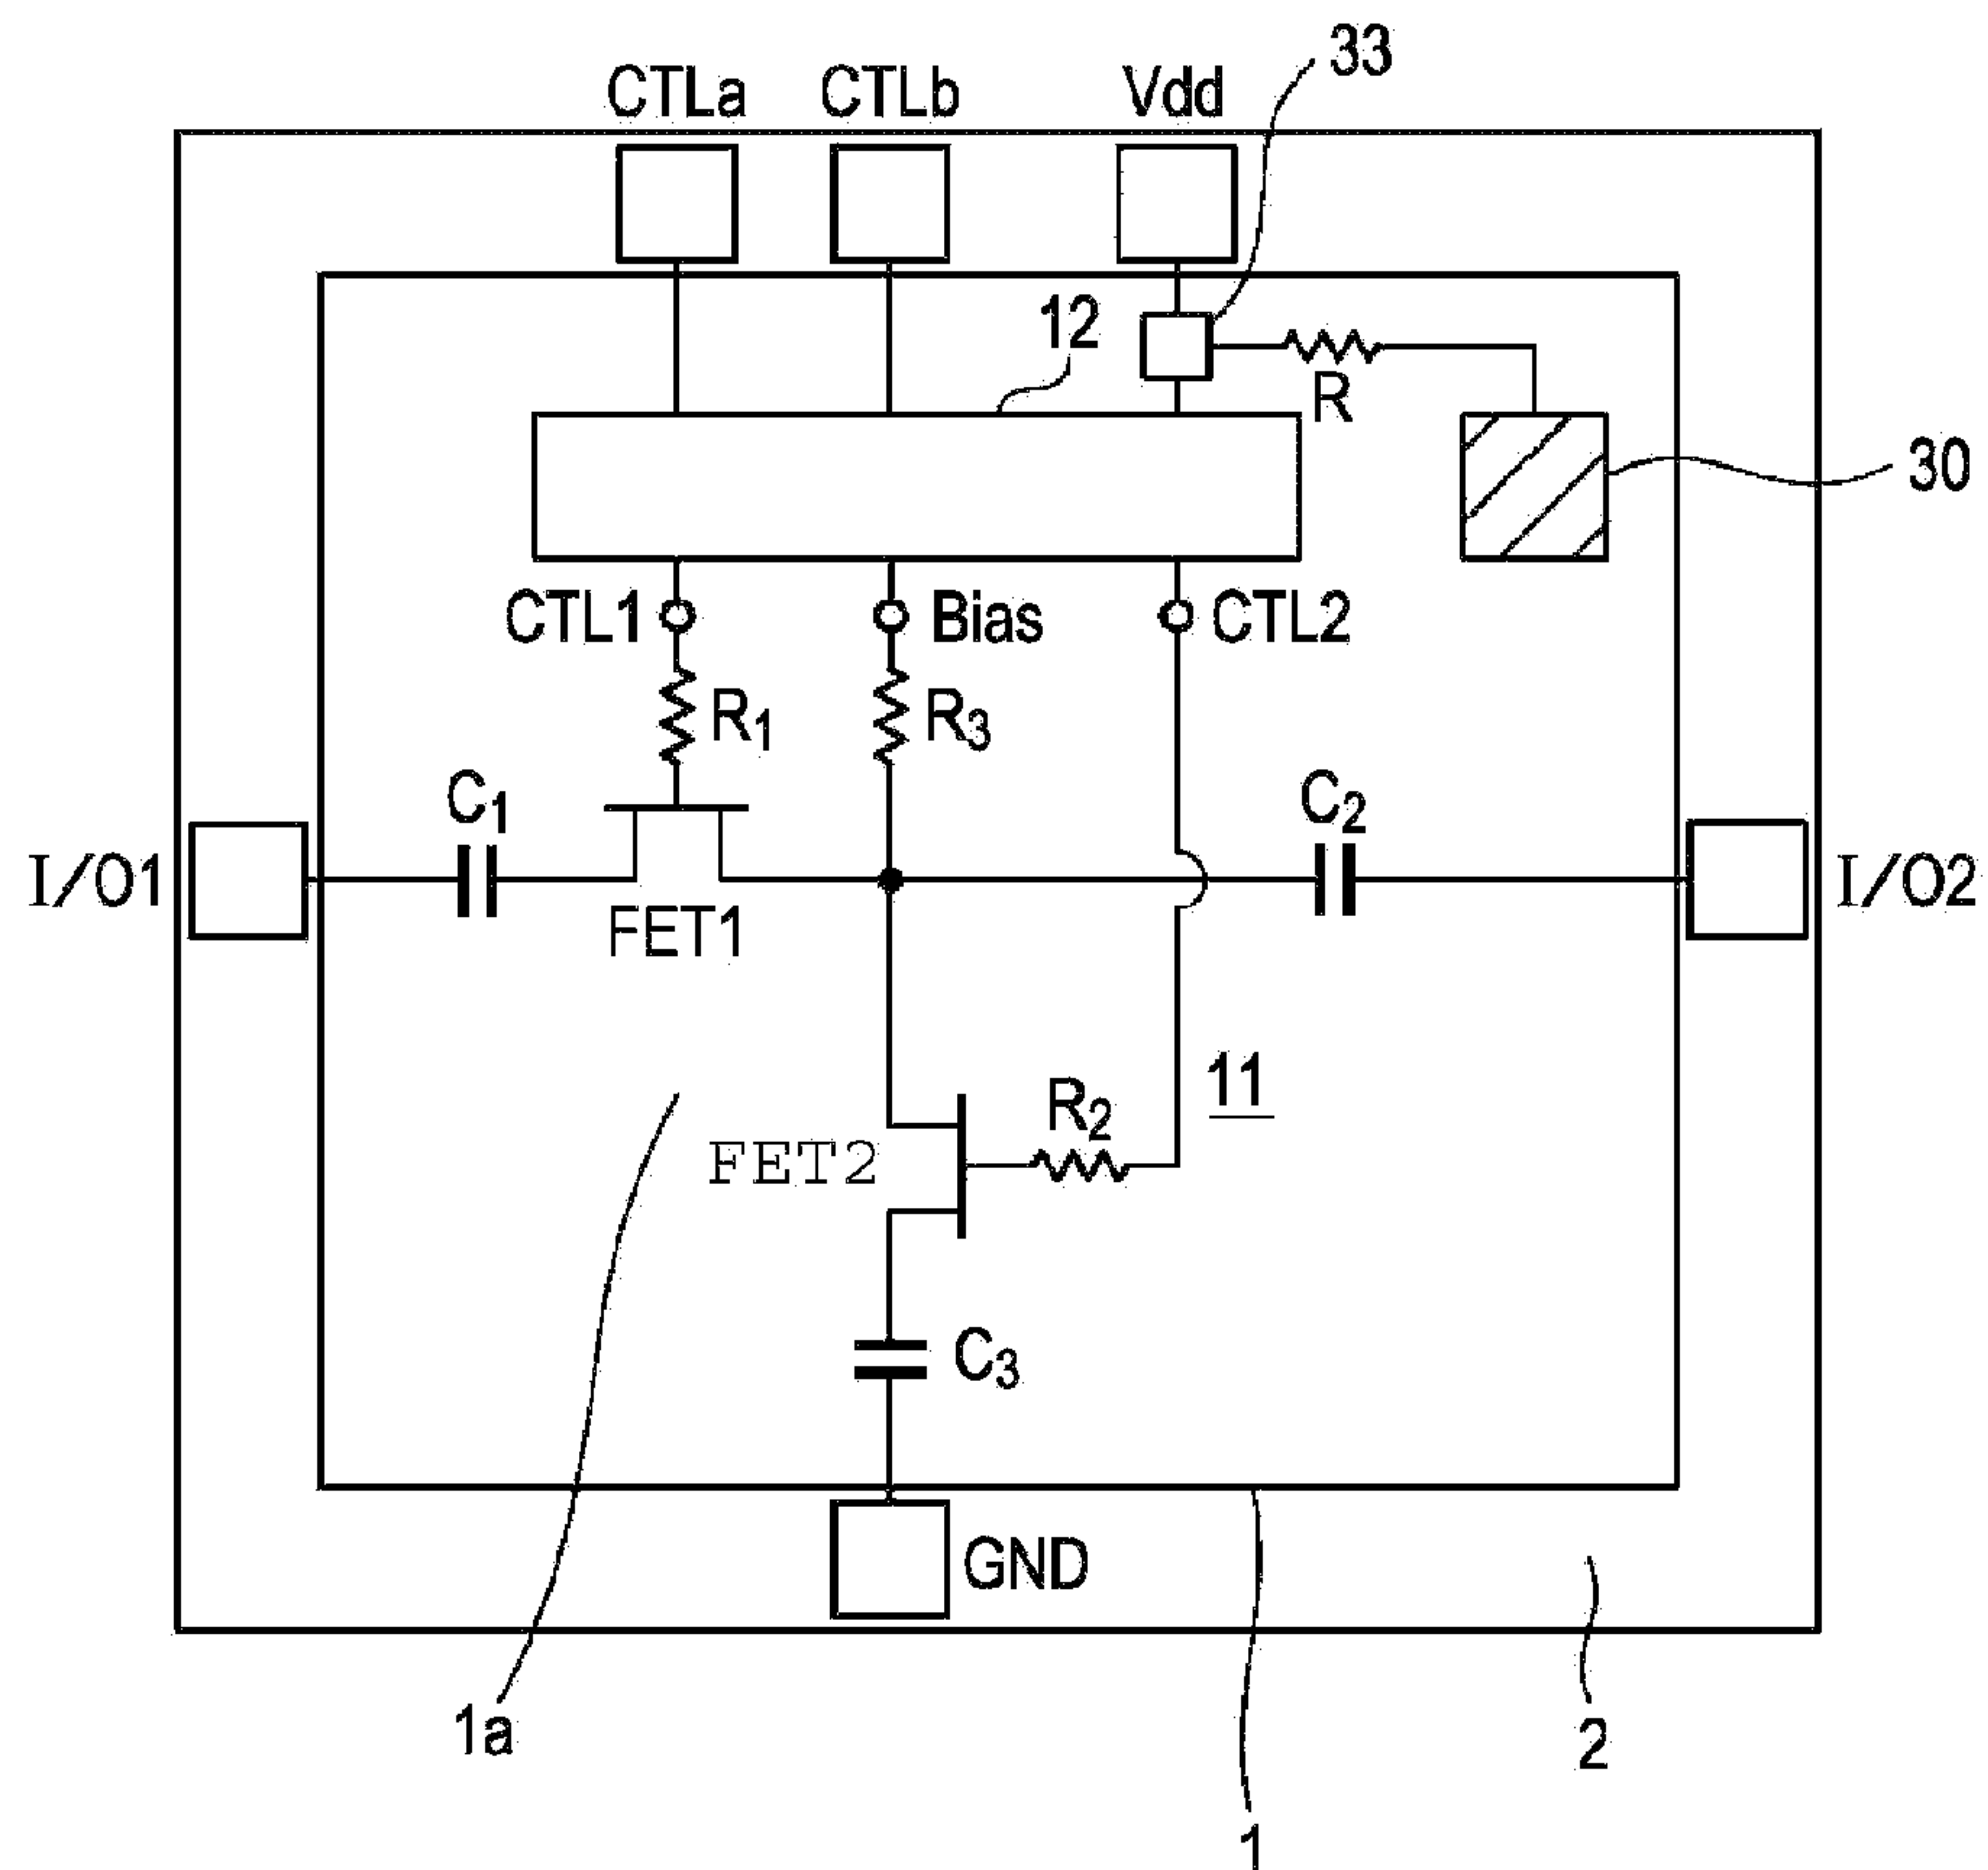 33
CTLa CTLb Vdd
12
R
30
CTL1 Bias CTL2
R1 R3
C1 C2
I/O1 I/O2
FET1
11
R2
FET2
C3
GND
1a
2
1